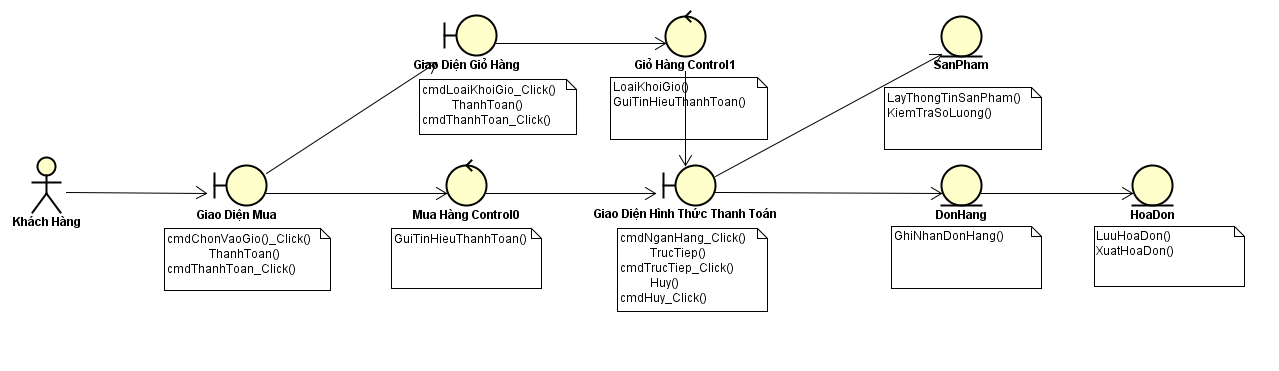 Giao Diện Giỏ Hàng
cmdLoaiKhoiGio_Click()
ThanhToan()
cmdThanhToan_Click()
Giỏ Hàng Control1
LoaiKhoiGio()
GuiTinHieuThanhToan()
SanPham
LayThongTinSanPham()
KiemTraSoLuong()
Khách Hàng
Giao Diện Mua
cmdChonVaoGio()_Click()
ThanhToan()
cmdThanhToan_Click()
Mua Hàng Control0
GuiTinHieuThanhToan()
Giao Diện Hình Thức Thanh Toán
cmdNganHang_Click()
TrucTiep()
cmdTrucTiep_Click()
Huy()
cmdHuy_Click()
DonHang
GhiNhanDonHang()
HoaDon
LuuHoaDon()
XuatHoaDon()